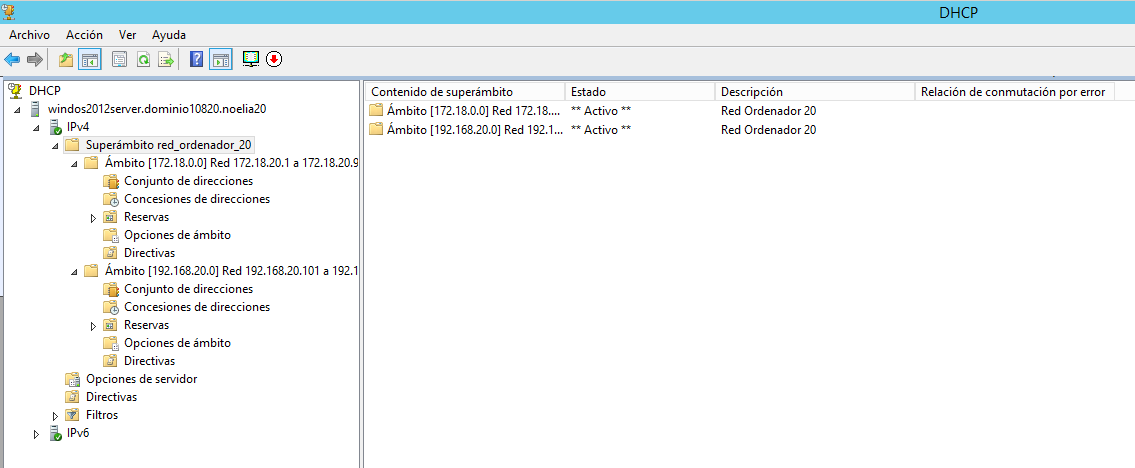 DHCP
Archivo Acción Ver Ayuda
DHCP
windos2012server.dominio10820.noelia20
IPv4
Superámbito red_ordenador_20
Ámbito [172.18.0.0] Red 172.18.20.1 a 172.18.20.9
Conjunto de direcciones
Concesiones de direcciones
Reservas
Opciones de ámbito
Directivas
Ámbito [192.168.20.0] Red 192.168.20.101 a 192.1
Conjunto de direcciones
Concesiones de direcciones
Reservas
Opciones de ámbito
Directivas
Opciones de servidor
Directivas
Filtros
IPv6
Contenido de superámbito Estado Descripción Relación de conmutación por error
Ámbito [172.18.0.0] Red 172.18.... ** Activo ** Red Ordenador 20
Ámbito [192.168.20.0] Red 192.1... ** Activo ** Red Ordenador 20